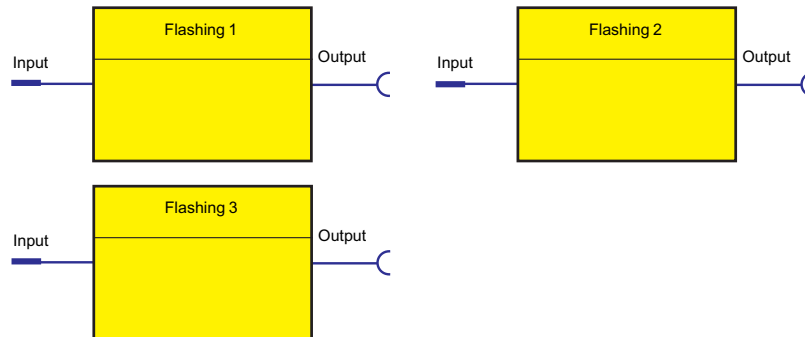 Flashing 1
Input
Output
Flashing 2
Input
Output
Flashing 3
Input
Output